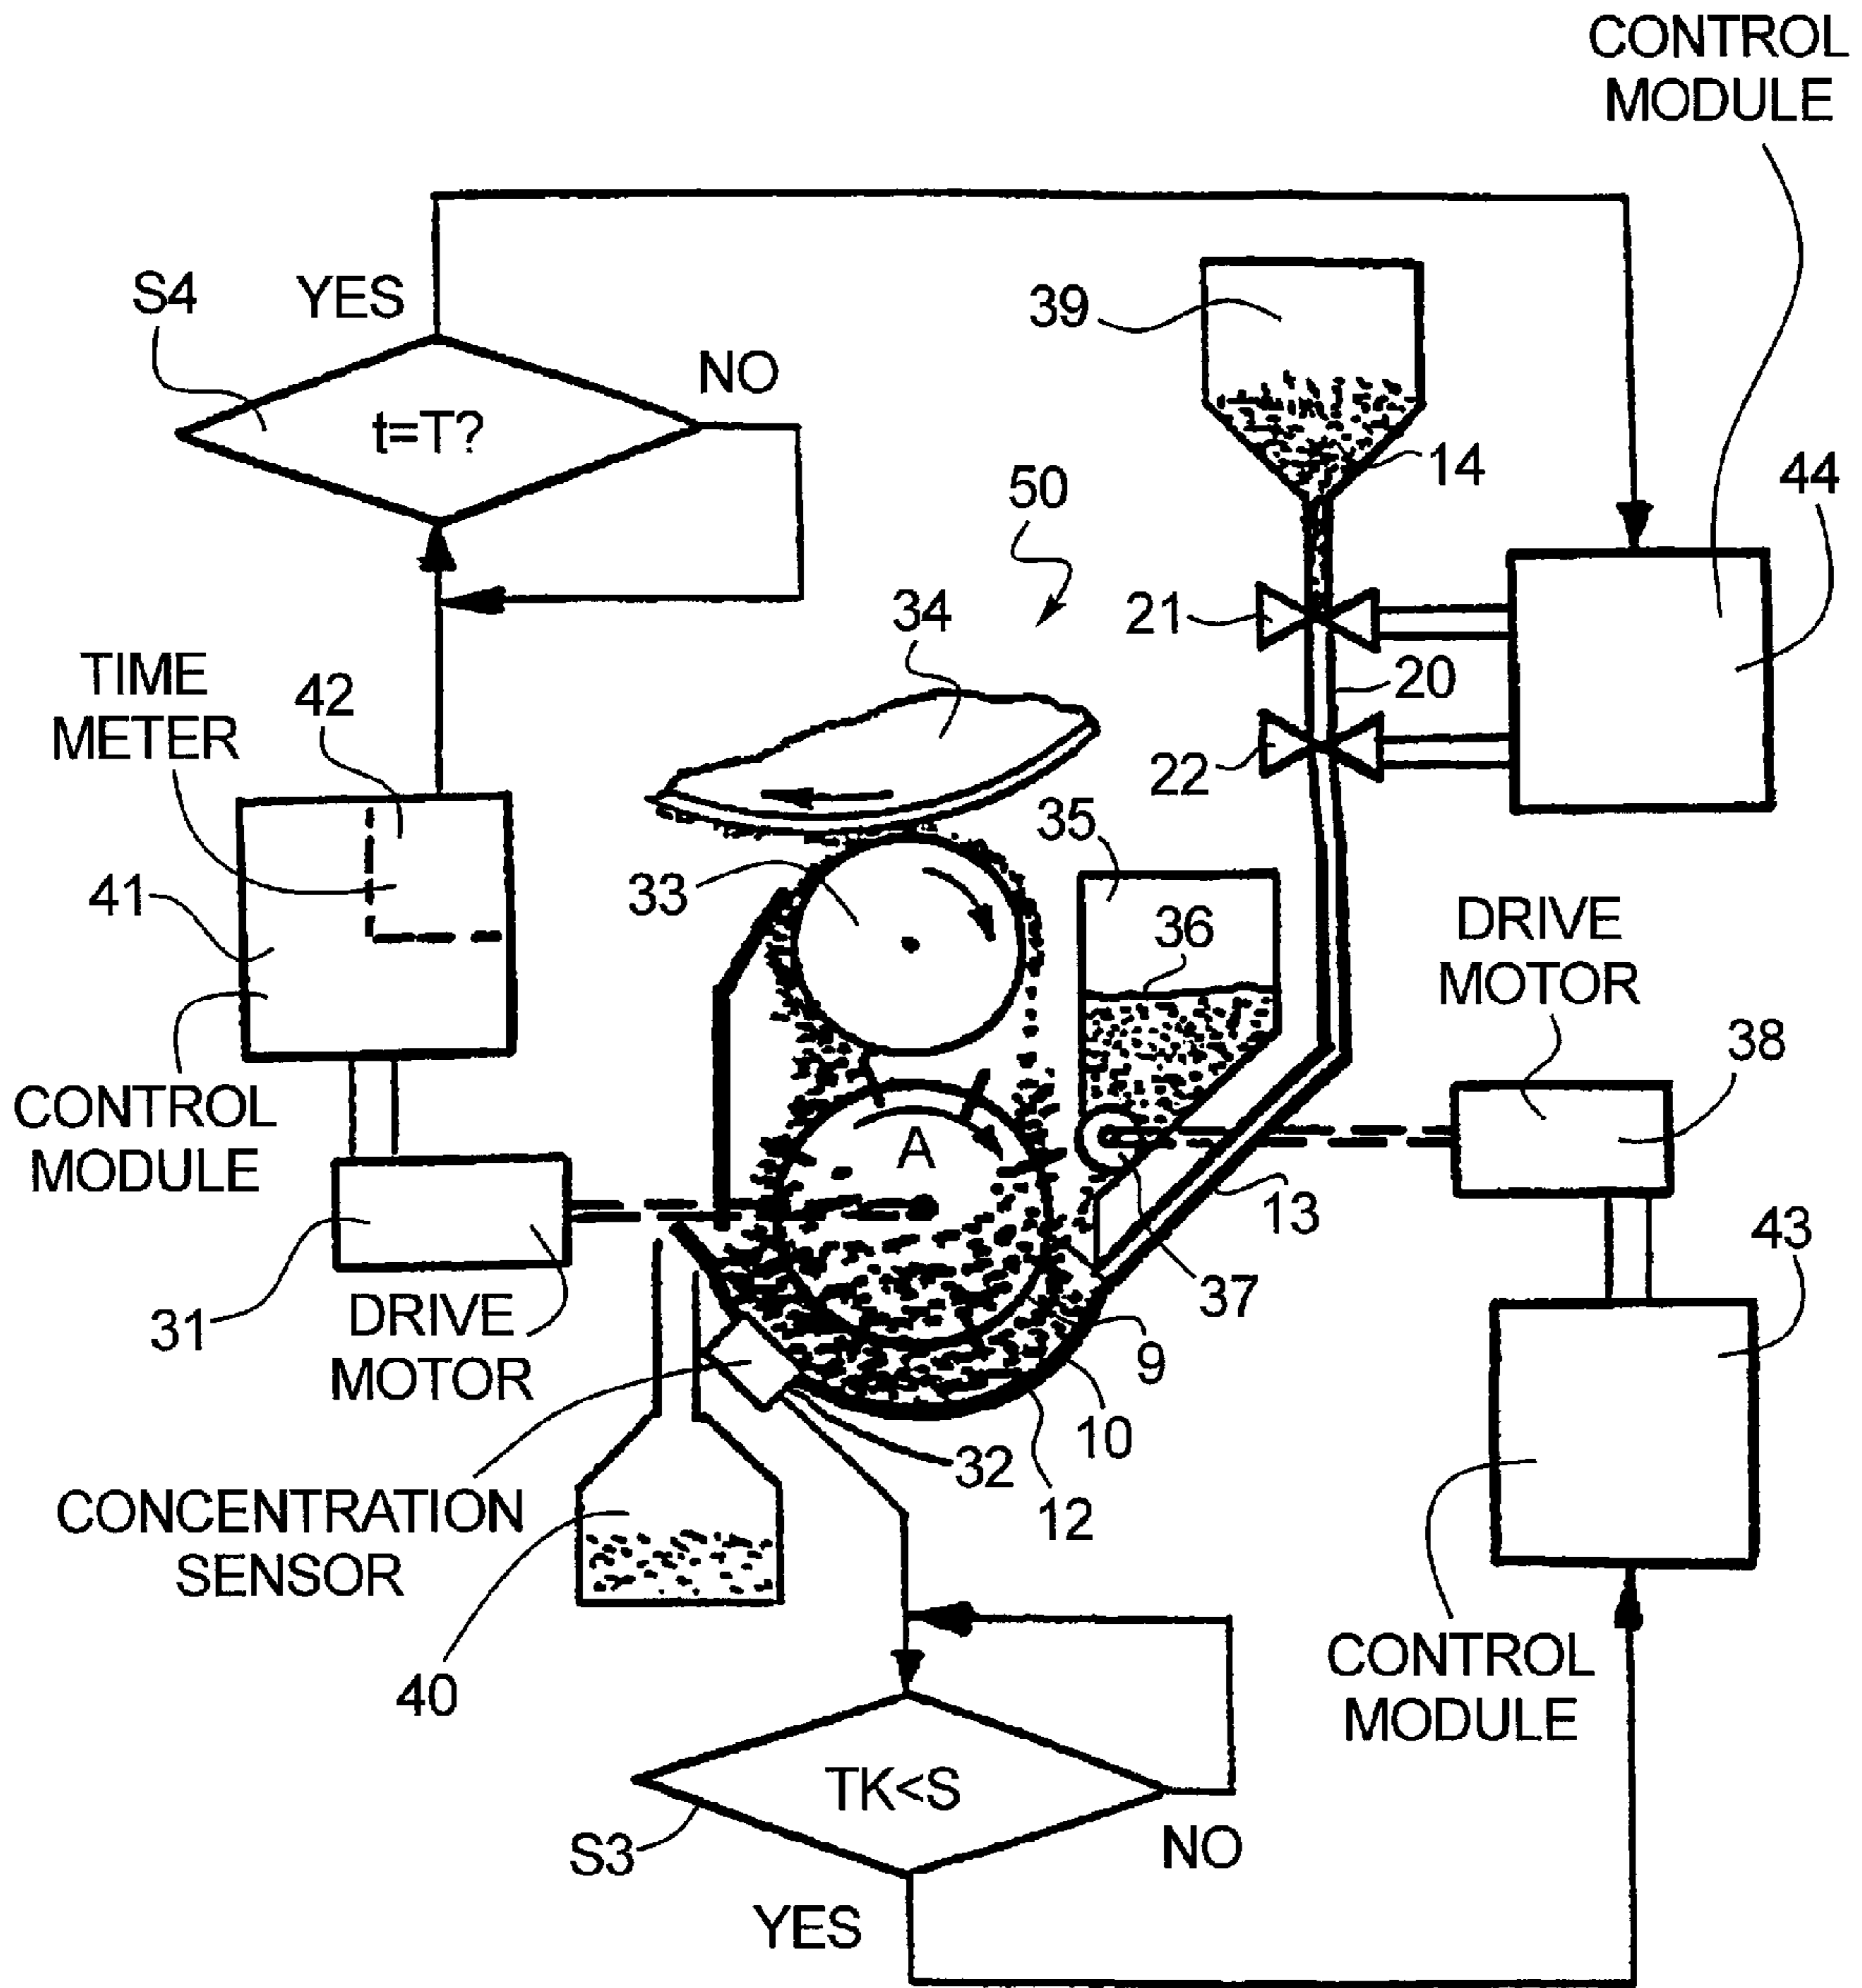 CONTROL
MODULE
S4
YES
NO
t=T?
39
14
44
50
21
34
20
22
TIME
METER
42
35
41
33
36
DRIVE
MOTOR
38
CONTROL
MODULE
A
13
43
31
DRIVE
MOTOR
37
9
10
32
12
CONCENTRATION
SENSOR
40
CONTROL
MODULE
TK<S
S3
NO
YES